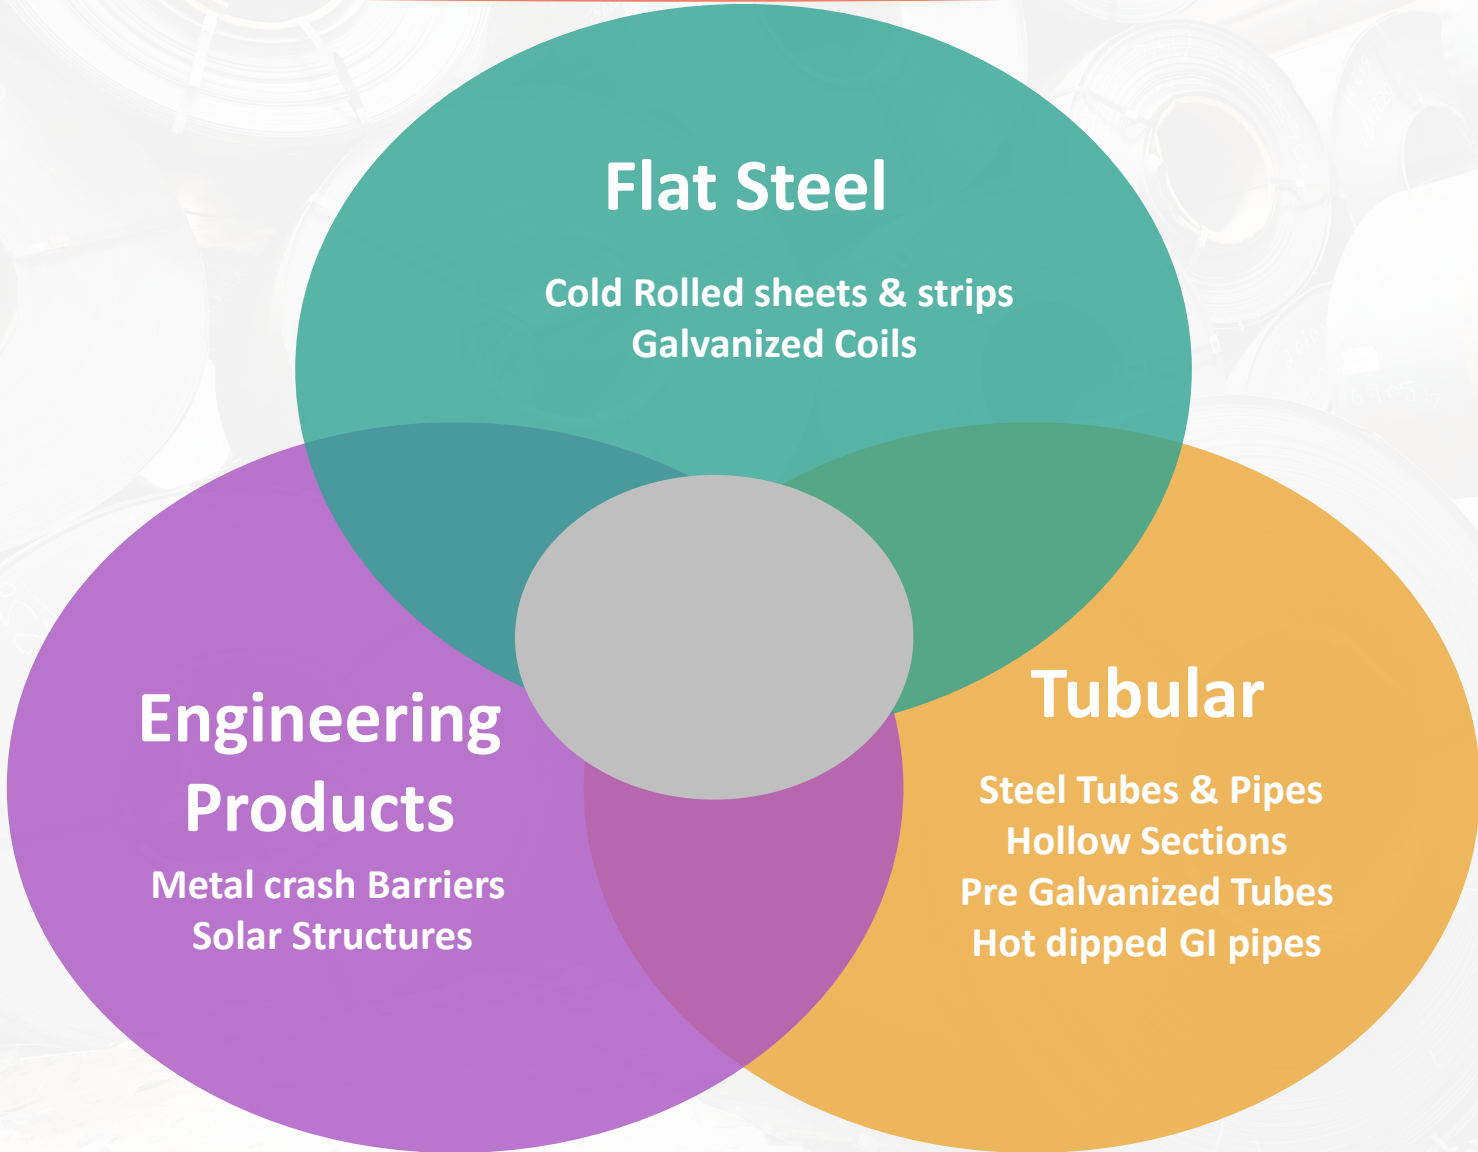 Flat Steel
Cold Rolled sheets & strips
Galvanized Coils
Engineering
Products
Metal crash Barriers
Solar Structures
Tubular
Steel Tubes & Pipes
Hollow Sections
Pre Galvanized Tubes
Hot dipped GI pipes